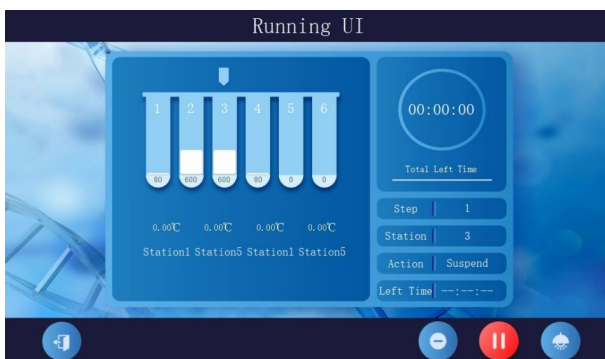 Running UI
1 2 3 4 5 6
00:00:00
80 600 600 80 0 0
Total Left Time
Step 1
0.00℃ 0.00℃ 0.00℃ 0.00℃
Station 3
Station1 Station5 Station1 Station5
Action Suspend
Left Time --:--:--